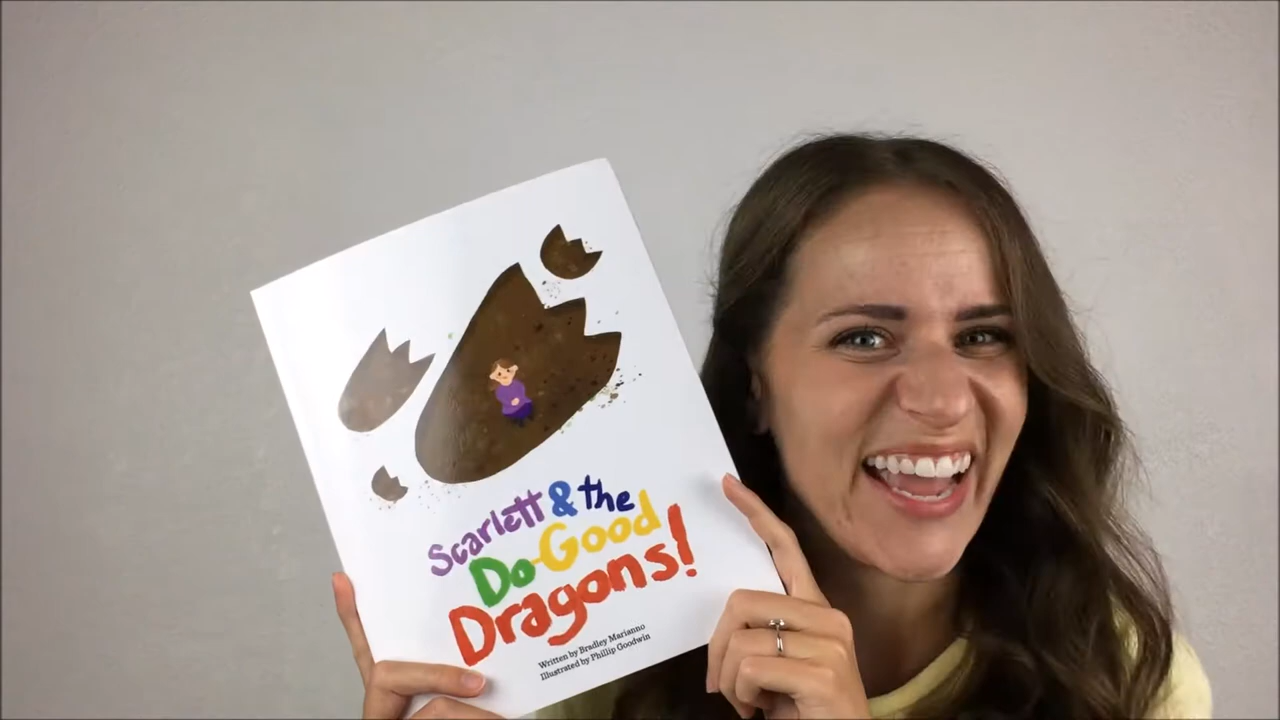 Scarlett & the
Do-Good
Dragons!
Written by Bradley Marianno
Illustrated by Phillip Goodwin